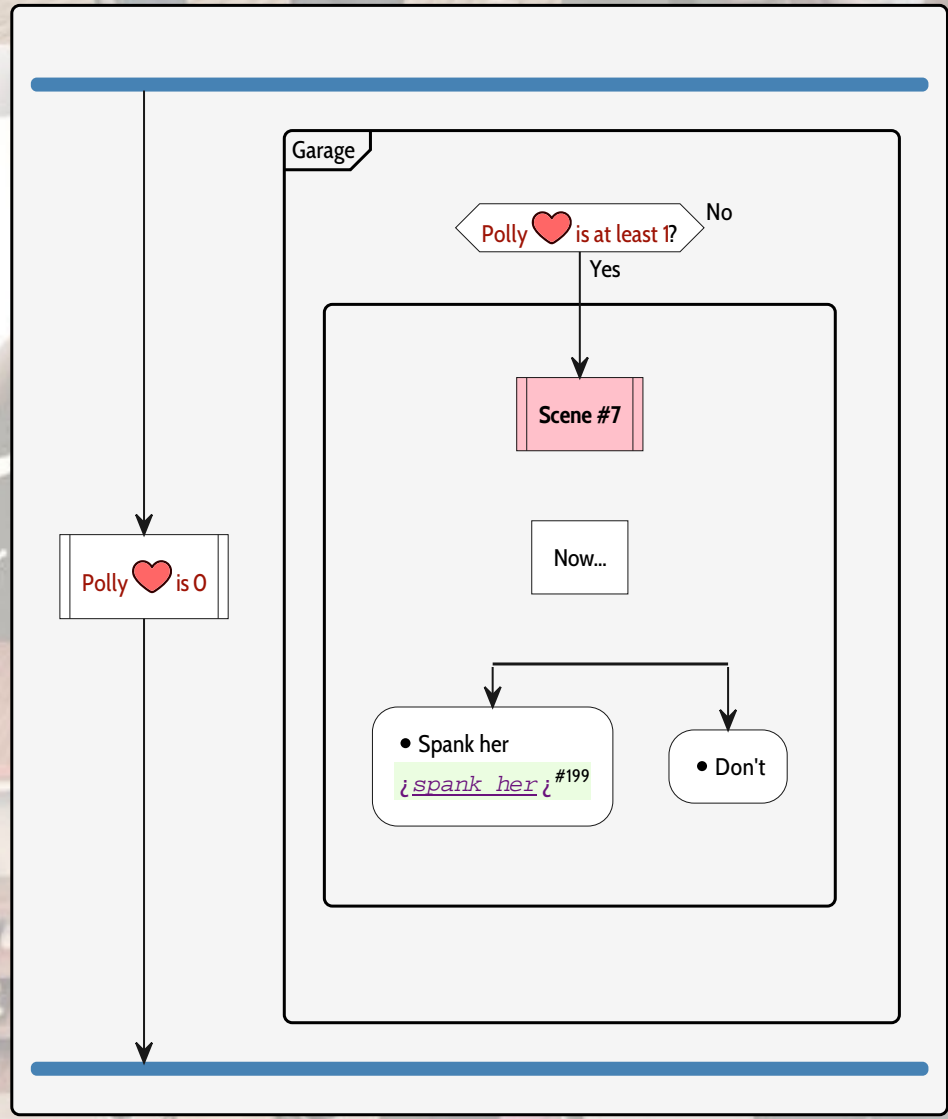 Garage
Polly ❤ is at least 1?
No
Yes
Scene #7
Now...
Polly ❤ is 0
• Spank her
¿spank her¿#199
• Don't